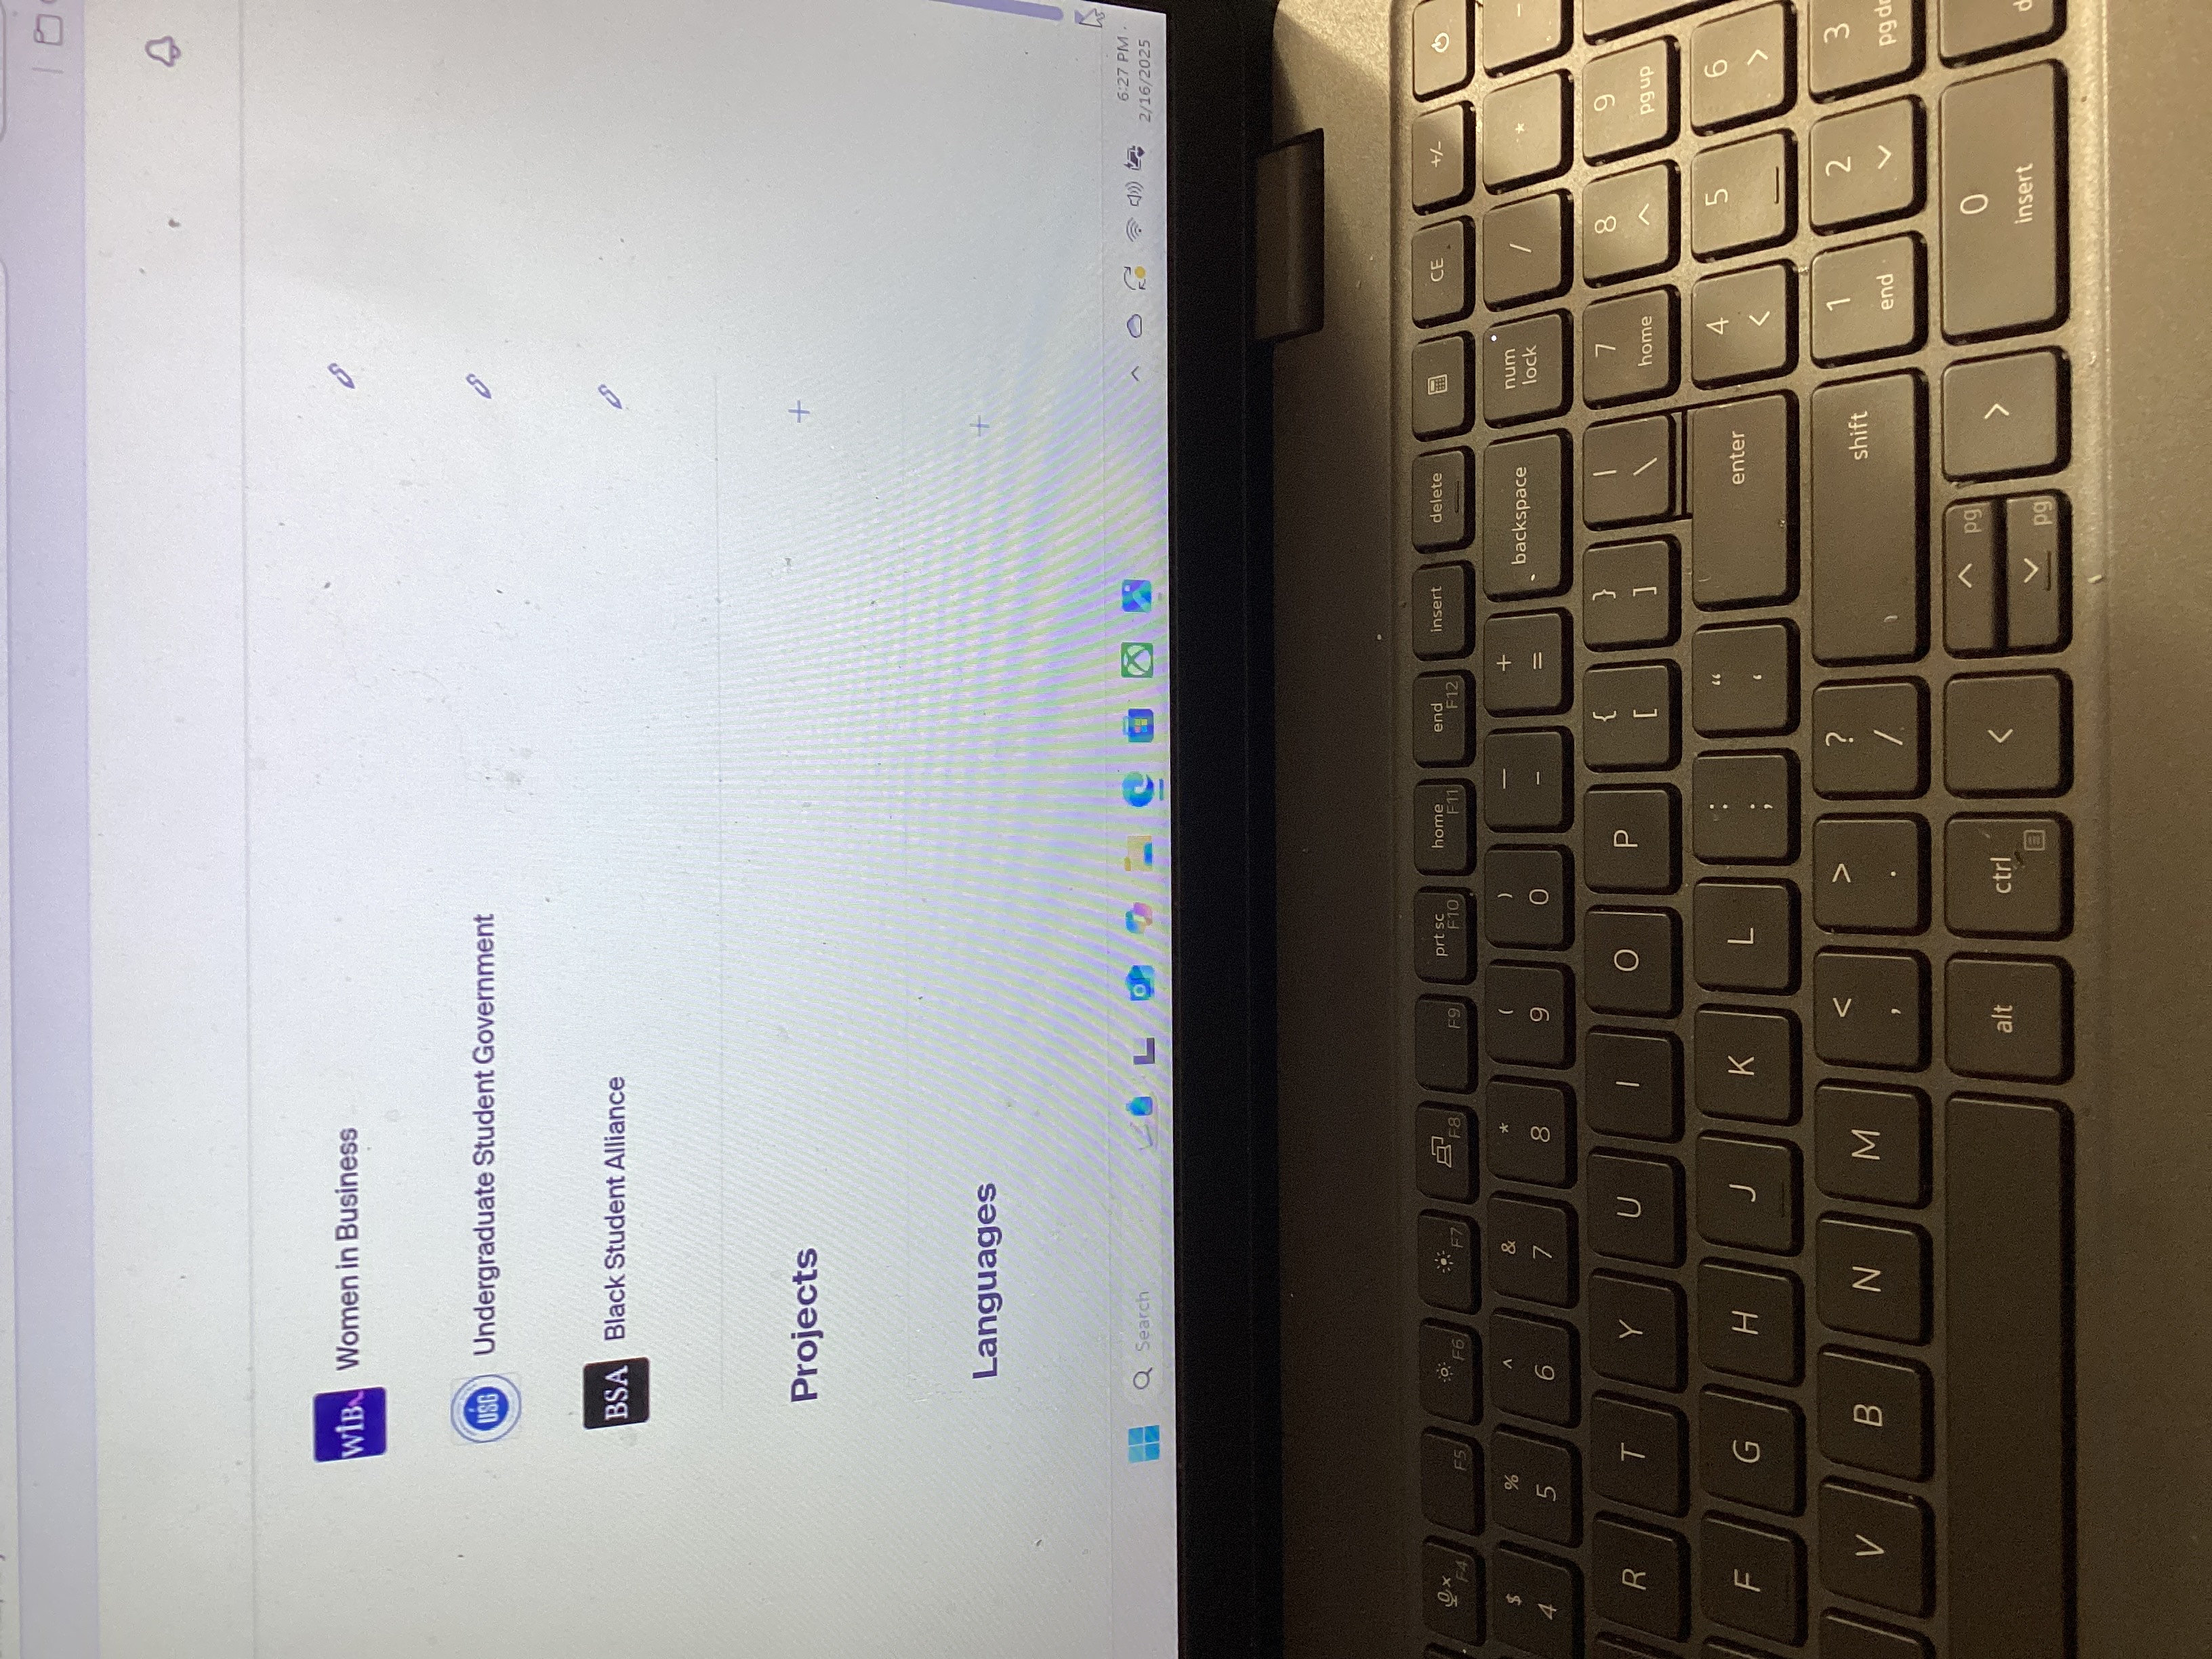 WIB
Women in Business
USG
Undergraduate Student Government
BSA
Black Student Alliance
Projects
+
Languages
+
Search
6:27 PM
2/16/2025
F4 F5 F6 F7 F8 F9 prt sc F10 home F11 end F12 insert delete CE +/-
$ 4 % 5 ^ 6 & 7 * 8 ( 9 ) 0 — - + = backspace num lock / * -
R T Y U I O P { [ } ] | \ 7 home 8 ^ 9 pg up
F G H J K L : ; “ ‘ enter 4 < 5 6 >
V B N M < , > . ? / shift 1 end 2 3
alt ctrl < ^ pg pg > 0 insert